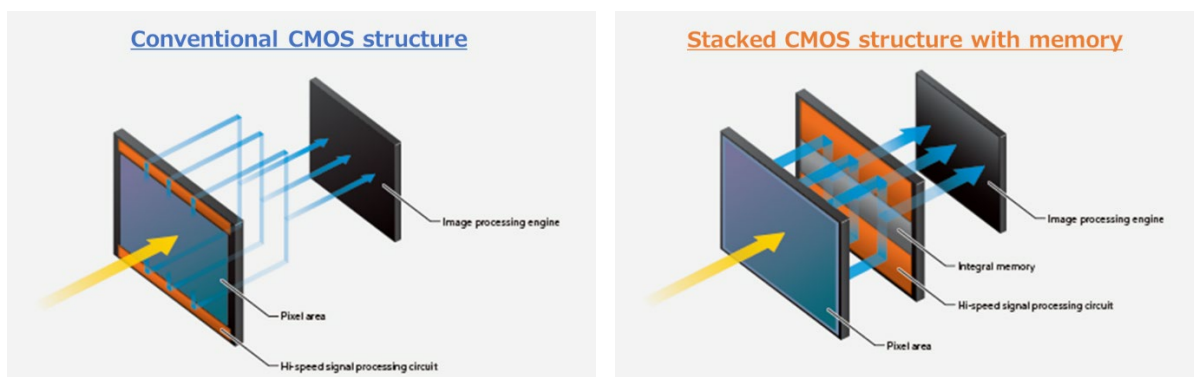 Conventional CMOS structure
Image processing engine
Pixel area
Hi-speed signal processing circuit
Stacked CMOS structure with memory
Image processing engine
Integral memory
Hi-speed signal processing circuit
Pixel area